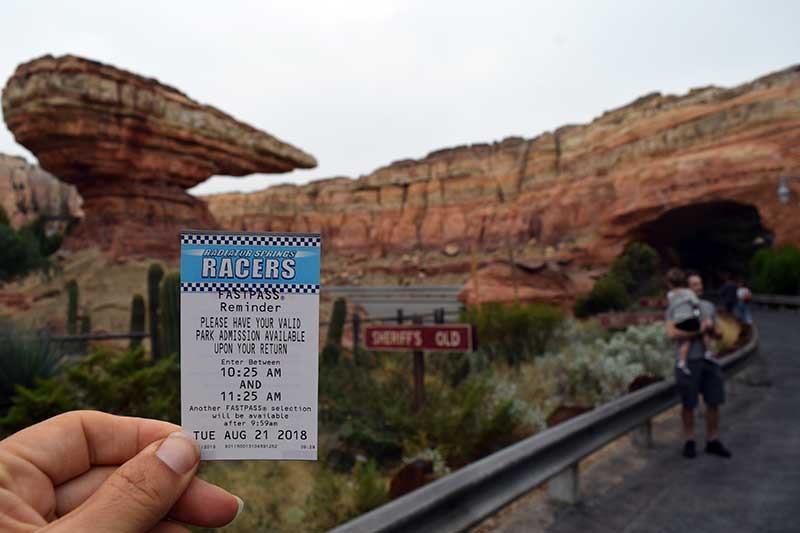 RADIATOR SPRINGS
RACERS
FASTPASS®
Reminder
PLEASE HAVE YOUR VALID
PARK ADMISSION AVAILABLE
UPON YOUR RETURN
Enter Between
10:25 AM
AND
11:25 AM
Another FASTPASS® selection
will be available
after 9:59am
TUE AUG 21 2018
SHERIFF'S OLD